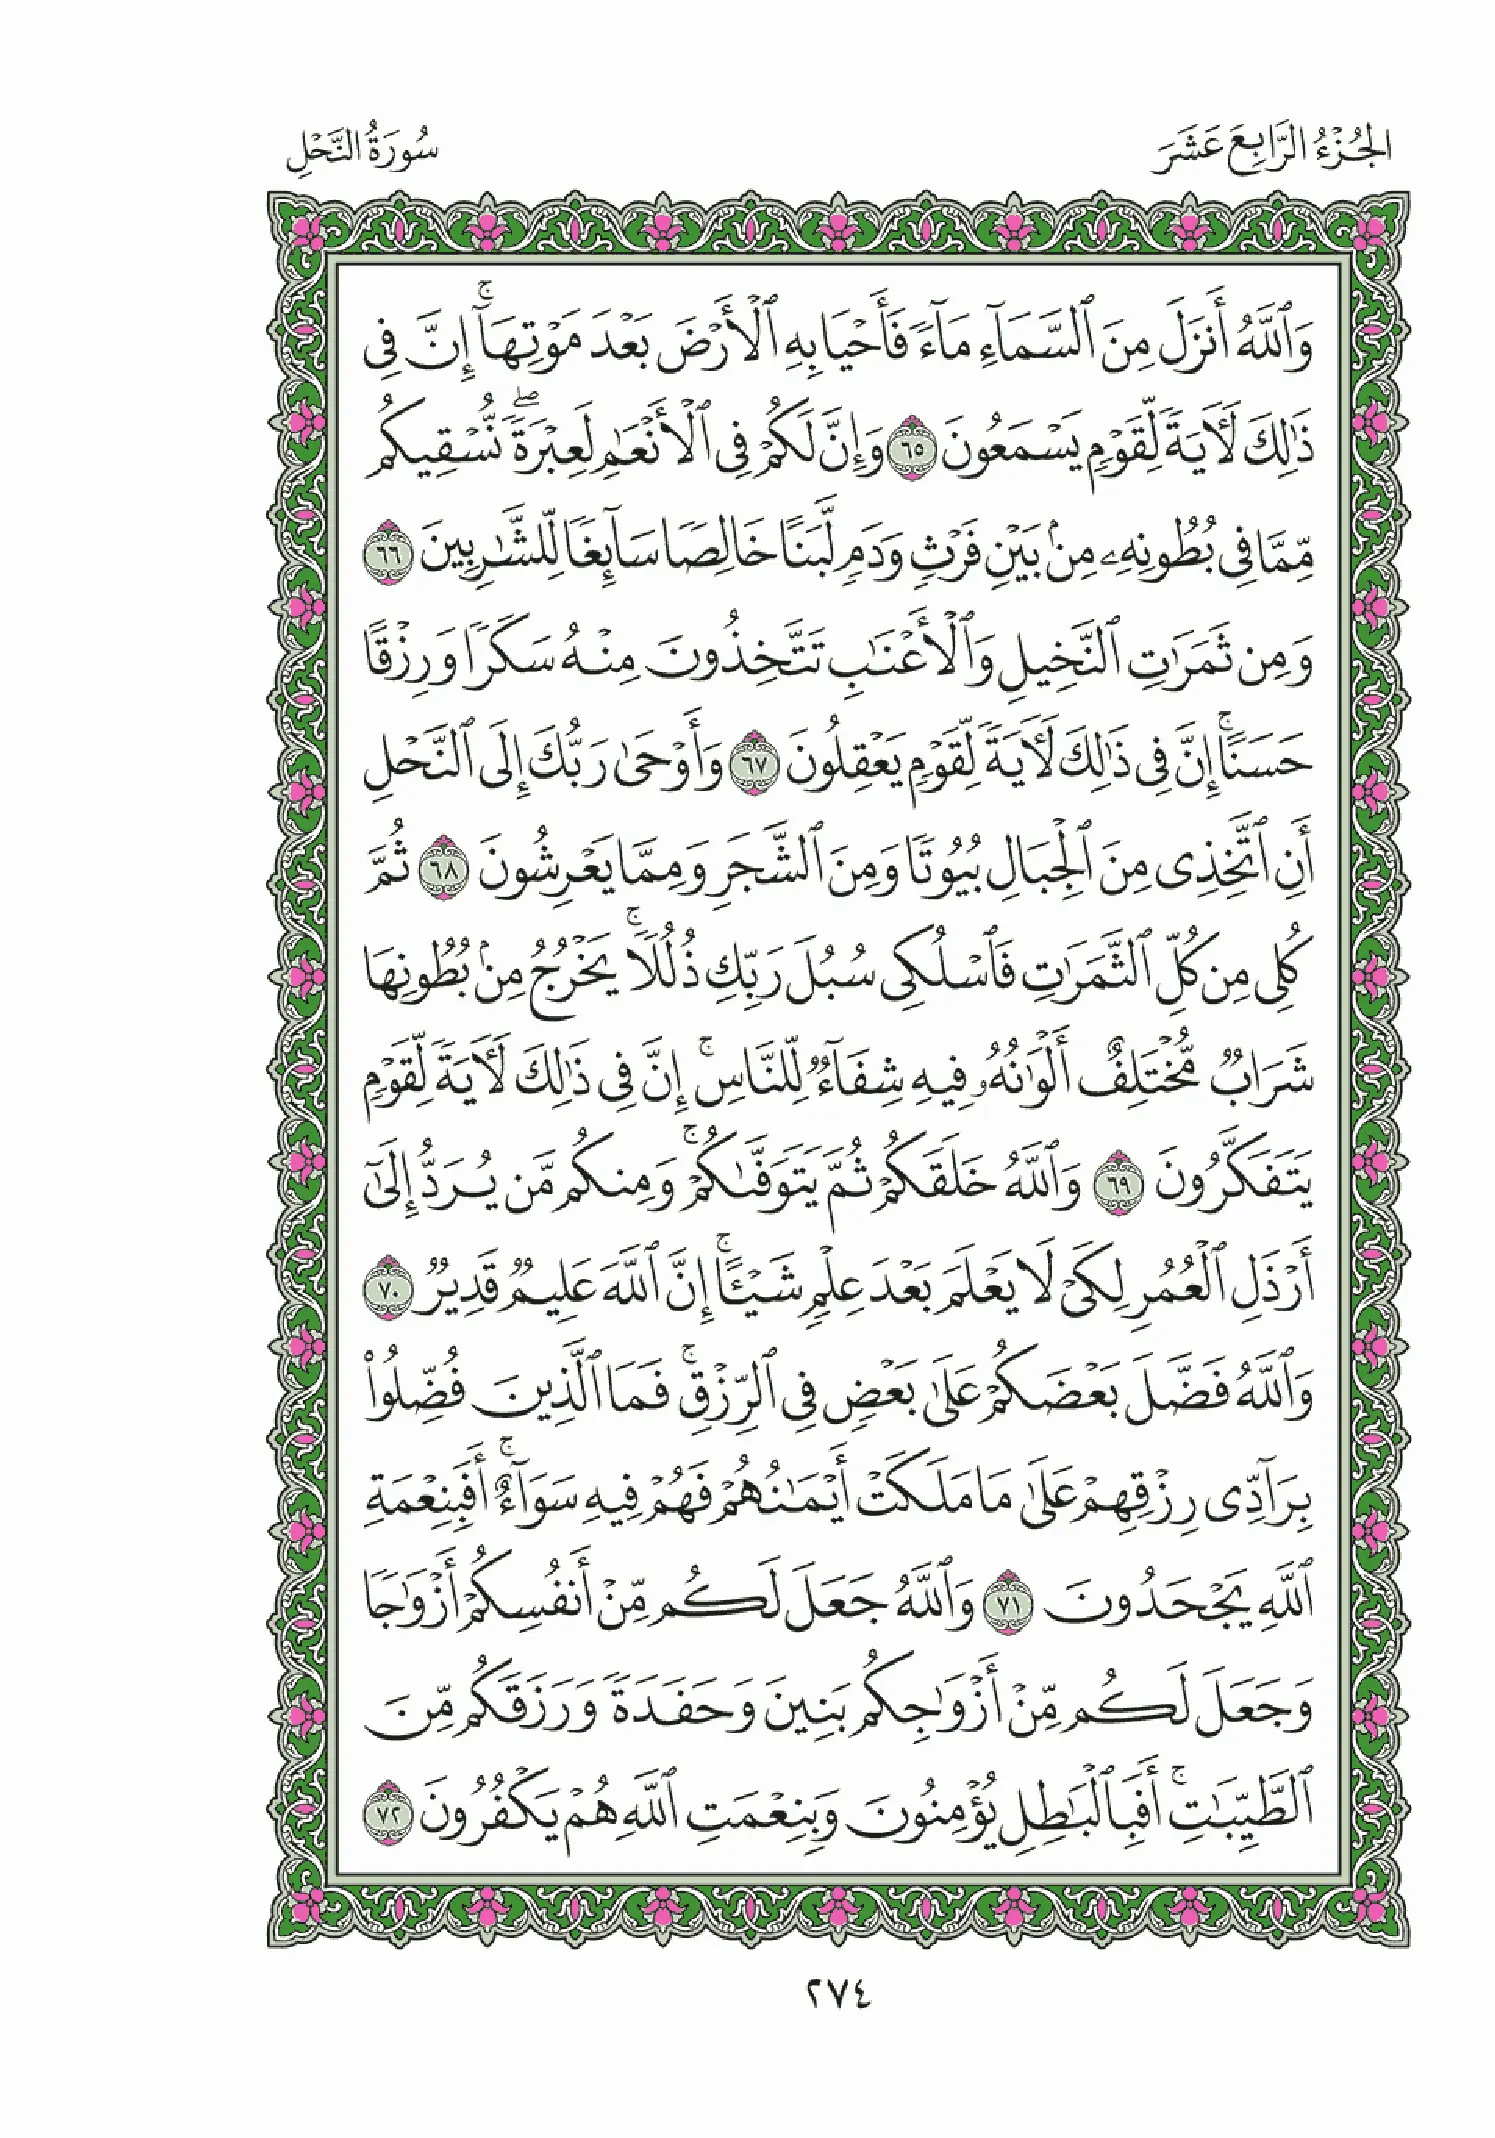 الجُزْءُ الرَّابِعَ عَشَرَ
سُورَةُ النَّحْلِ
وَٱللَّهُ أَنزَلَ مِنَ ٱلسَّمَآءِ مَآءً فَأَحْيَا بِهِ ٱلْأَرْضَ بَعْدَ مَوْتِهَآ ۚ إِنَّ فِى
ذَٰلِكَ لَأٓيَةً لِّقَوْمٍ يَسْمَعُونَ ٦٥ وَإِنَّ لَكُمْ فِى ٱلْأَنْعَـٰمِ لَعِبْرَةً ۖ نُّسْقِيكُم
مِّمَّا فِى بُطُونِهِۦ مِنۢ بَيْنِ فَرْثٍ وَدَمٍ لَّبَنًا خَالِصًا سَآئِغًا لِّلشَّـٰرِبِينَ ٦٦
وَمِن ثَمَرَٰتِ ٱلنَّخِيلِ وَٱلْأَعْنَـٰبِ تَتَّخِذُونَ مِنْهُ سَكَرًا وَرِزْقًا
حَسَنًا ۚ إِنَّ فِى ذَٰلِكَ لَأٓيَةً لِّقَوْمٍ يَعْقِلُونَ ٦٧ وَأَوْحَىٰ رَبُّكَ إِلَى ٱلنَّحْلِ
أَنِ ٱتَّخِذِى مِنَ ٱلْجِبَالِ بُيُوتًا وَمِنَ ٱلشَّجَرِ وَمِمَّا يَعْرِشُونَ ٦٨ ثُمَّ
كُلِى مِن كُلِّ ٱلثَّمَرَٰتِ فَٱسْلُكِى سُبُلَ رَبِّكِ ذُلُلًا ۚ يَخْرُجُ مِنۢ بُطُونِهَا
شَرَابٌ مُّخْتَلِفٌ أَلْوَٰنُهُۥ فِيهِ شِفَآءٌ لِّلنَّاسِ ۗ إِنَّ فِى ذَٰلِكَ لَأٓيَةً لِّقَوْمٍ
يَتَفَكَّرُونَ ٦٩ وَٱللَّهُ خَلَقَكُمْ ثُمَّ يَتَوَفَّىٰكُمْ ۚ وَمِنكُم مَّن يُرَدُّ إِلَىٰٓ
أَرْذَلِ ٱلْعُمُرِ لِكَىْ لَا يَعْلَمَ بَعْدَ عِلْمٍ شَيْـًٔا ۚ إِنَّ ٱللَّهَ عَلِيمٌ قَدِيرٌ ٧٠
وَٱللَّهُ فَضَّلَ بَعْضَكُمْ عَلَىٰ بَعْضٍ فِى ٱلرِّزْقِ ۚ فَمَا ٱلَّذِينَ فُضِّلُوا۟
بِرَآدِّى رِزْقِهِمْ عَلَىٰ مَا مَلَكَتْ أَيْمَـٰنُهُمْ فَهُمْ فِيهِ سَوَآءٌ ۚ أَفَبِنِعْمَةِ
ٱللَّهِ يَجْحَدُونَ ٧١ وَٱللَّهُ جَعَلَ لَكُم مِّنْ أَنفُسِكُمْ أَزْوَٰجًا
وَجَعَلَ لَكُم مِّنْ أَزْوَٰجِكُم بَنِينَ وَحَفَدَةً وَرَزَقَكُم مِّنَ
ٱلطَّيِّبَـٰتِ ۚ أَفَبِٱلْبَـٰطِلِ يُؤْمِنُونَ وَبِنِعْمَتِ ٱللَّهِ هُمْ يَكْفُرُونَ ٧٢
٢٧٤